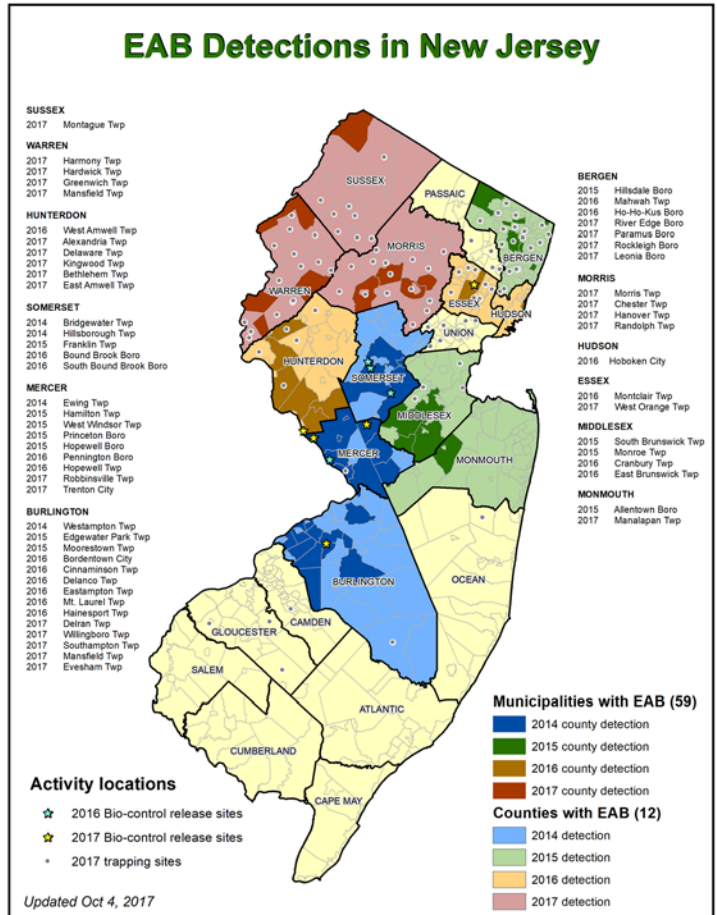 EAB Detections in New Jersey
SUSSEX
2017 Montague Twp
WARREN
2017 Harmony Twp
2017 Hardwick Twp
2017 Greenwich Twp
2017 Mansfield Twp
HUNTERDON
2016 West Amwell Twp
2017 Alexandria Twp
2017 Delaware Twp
2017 Kingwood Twp
2017 Bethlehem Twp
2017 East Amwell Twp
SOMERSET
2014 Bridgewater Twp
2014 Hillsborough Twp
2015 Franklin Twp
2016 Bound Brook Boro
2016 South Bound Brook Boro
MERCER
2014 Ewing Twp
2015 Hamilton Twp
2015 West Windsor Twp
2015 Princeton Boro
2015 Hopewell Boro
2016 Pennington Boro
2016 Hopewell Twp
2017 Robbinsville Twp
2017 Trenton City
BURLINGTON
2014 Westampton Twp
2015 Edgewater Park Twp
2015 Moorestown Twp
2016 Bordentown City
2016 Cinnaminson Twp
2016 Delanco Twp
2016 Eastampton Twp
2016 Mt. Laurel Twp
2016 Hainesport Twp
2017 Delran Twp
2017 Willingboro Twp
2017 Southampton Twp
2017 Mansfield Twp
2017 Evesham Twp
SUSSEX
PASSAIC
MORRIS
BERGEN
WARREN
ESSEX
HUDSON
UNION
HUNTERDON
SOMERSET
MIDDLESEX
MERCER
MONMOUTH
OCEAN
BURLINGTON
CAMDEN
GLOUCESTER
SALEM
ATLANTIC
CUMBERLAND
CAPE MAY
BERGEN
2015 Hillsdale Boro
2016 Mahwah Twp
2016 Ho-Ho-Kus Boro
2017 River Edge Boro
2017 Paramus Boro
2017 Rockleigh Boro
2017 Leonia Boro
MORRIS
2017 Morris Twp
2017 Chester Twp
2017 Hanover Twp
2017 Randolph Twp
HUDSON
2016 Hoboken City
ESSEX
2016 Montclair Twp
2017 West Orange Twp
MIDDLESEX
2015 South Brunswick Twp
2015 Monroe Twp
2016 Cranbury Twp
2016 East Brunswick Twp
MONMOUTH
2015 Allentown Boro
2017 Manalapan Twp
Municipalities with EAB (59)
2014 county detection
2015 county detection
2016 county detection
2017 county detection
Counties with EAB (12)
2014 detection
2015 detection
2016 detection
2017 detection
Activity locations
2016 Bio-control release sites
2017 Bio-control release sites
2017 trapping sites
Updated Oct 4, 2017